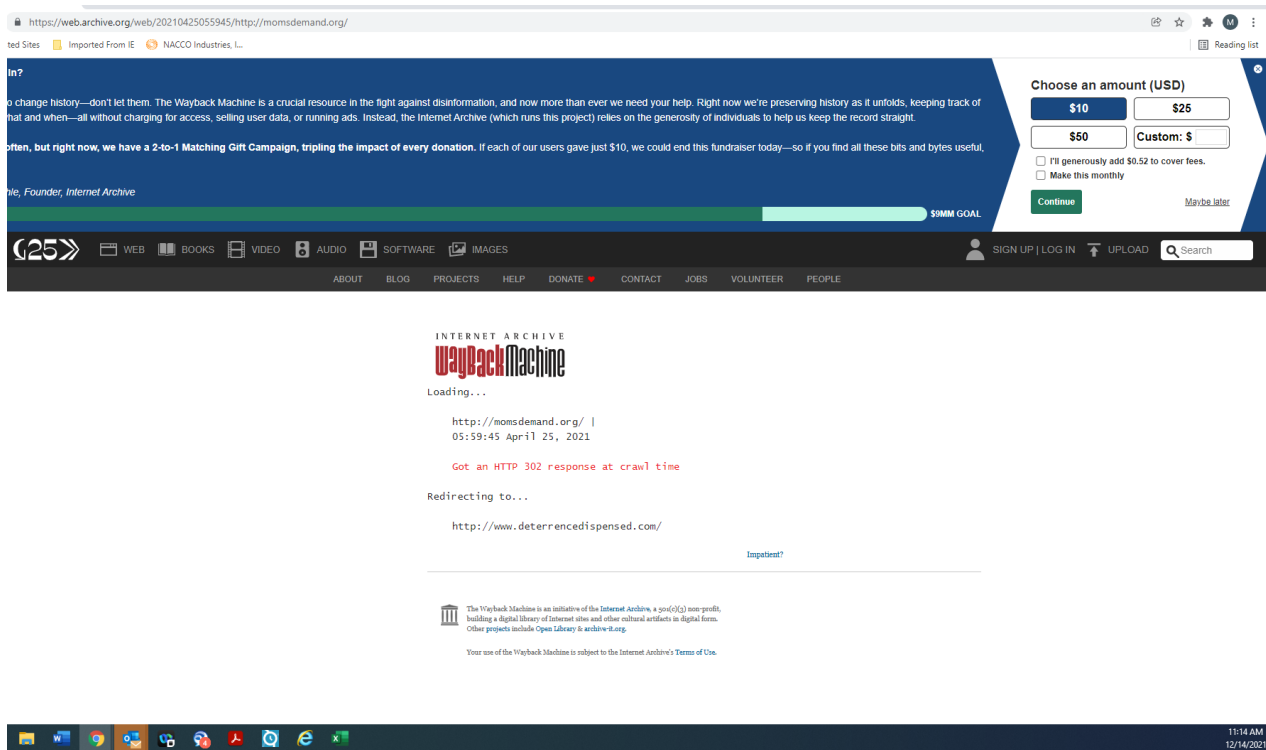 https://web.archive.org/web/20210425055945/http://momsdemand.org/
M
ted Sites Imported From IE NACCO Industries, I...
Reading list
In?
o change history—don't let them. The Wayback Machine is a crucial resource in the fight against disinformation, and now more than ever we need your help. Right now we're preserving history as it unfolds, keeping track of
hat and when—all without charging for access, selling user data, or running ads. Instead, the Internet Archive (which runs this project) relies on the generosity of individuals to help us keep the record straight.
often, but right now, we have a 2-to-1 Matching Gift Campaign, tripling the impact of every donation. If each of our users gave just $10, we could end this fundraiser today—so if you find all these bits and bytes useful,
hle, Founder, Internet Archive
$9MM GOAL
Choose an amount (USD)
$10 $25
$50 Custom: $
I'll generously add $0.52 to cover fees.
Make this monthly
Continue Maybe later
25 WEB BOOKS VIDEO AUDIO SOFTWARE IMAGES SIGN UP | LOG IN UPLOAD Search
ABOUT BLOG PROJECTS HELP DONATE CONTACT JOBS VOLUNTEER PEOPLE
INTERNET ARCHIVE
WayBackMachine
Loading...
http://momsdemand.org/ |
05:59:45 April 25, 2021
Got an HTTP 302 response at crawl time
Redirecting to...
http://www.deterrencedispensed.com/
Impatient?
The Wayback Machine is an initiative of the Internet Archive, a 501(c)(3) non-profit,
building a digital library of Internet sites and other cultural artifacts in digital form.
Other projects include Open Library & archive-it.org.
Your use of the Wayback Machine is subject to the Internet Archive's Terms of Use.
11:14 AM
12/14/2021